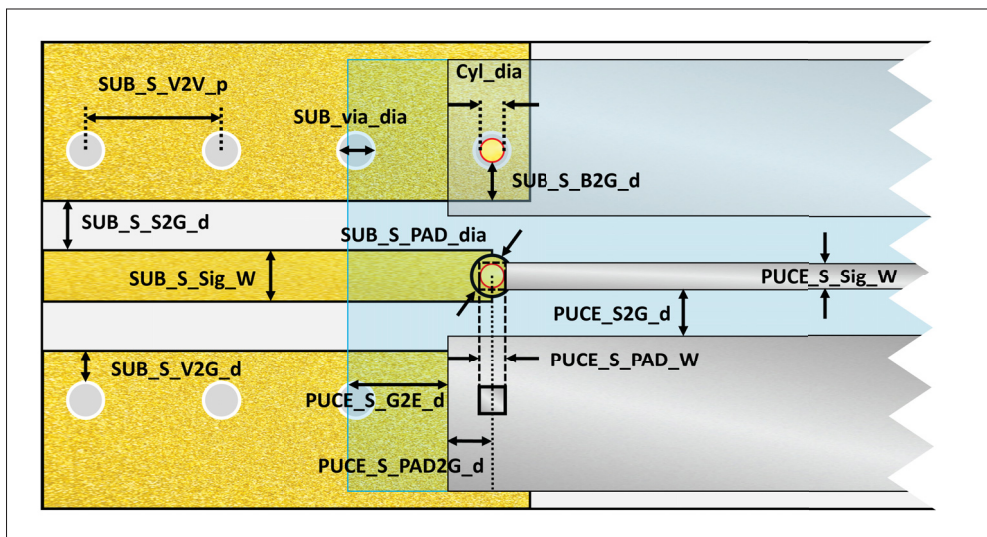 SUB_S_V2V_p
Cyl_dia
SUB_via_dia
SUB_S_B2G_d
SUB_S_S2G_d
SUB_S_PAD_dia
SUB_S_Sig_W
PUCE_S_Sig_W
PUCE_S2G_d
SUB_S_V2G_d
PUCE_S_PAD_W
PUCE_S_G2E_d
PUCE_S_PAD2G_d